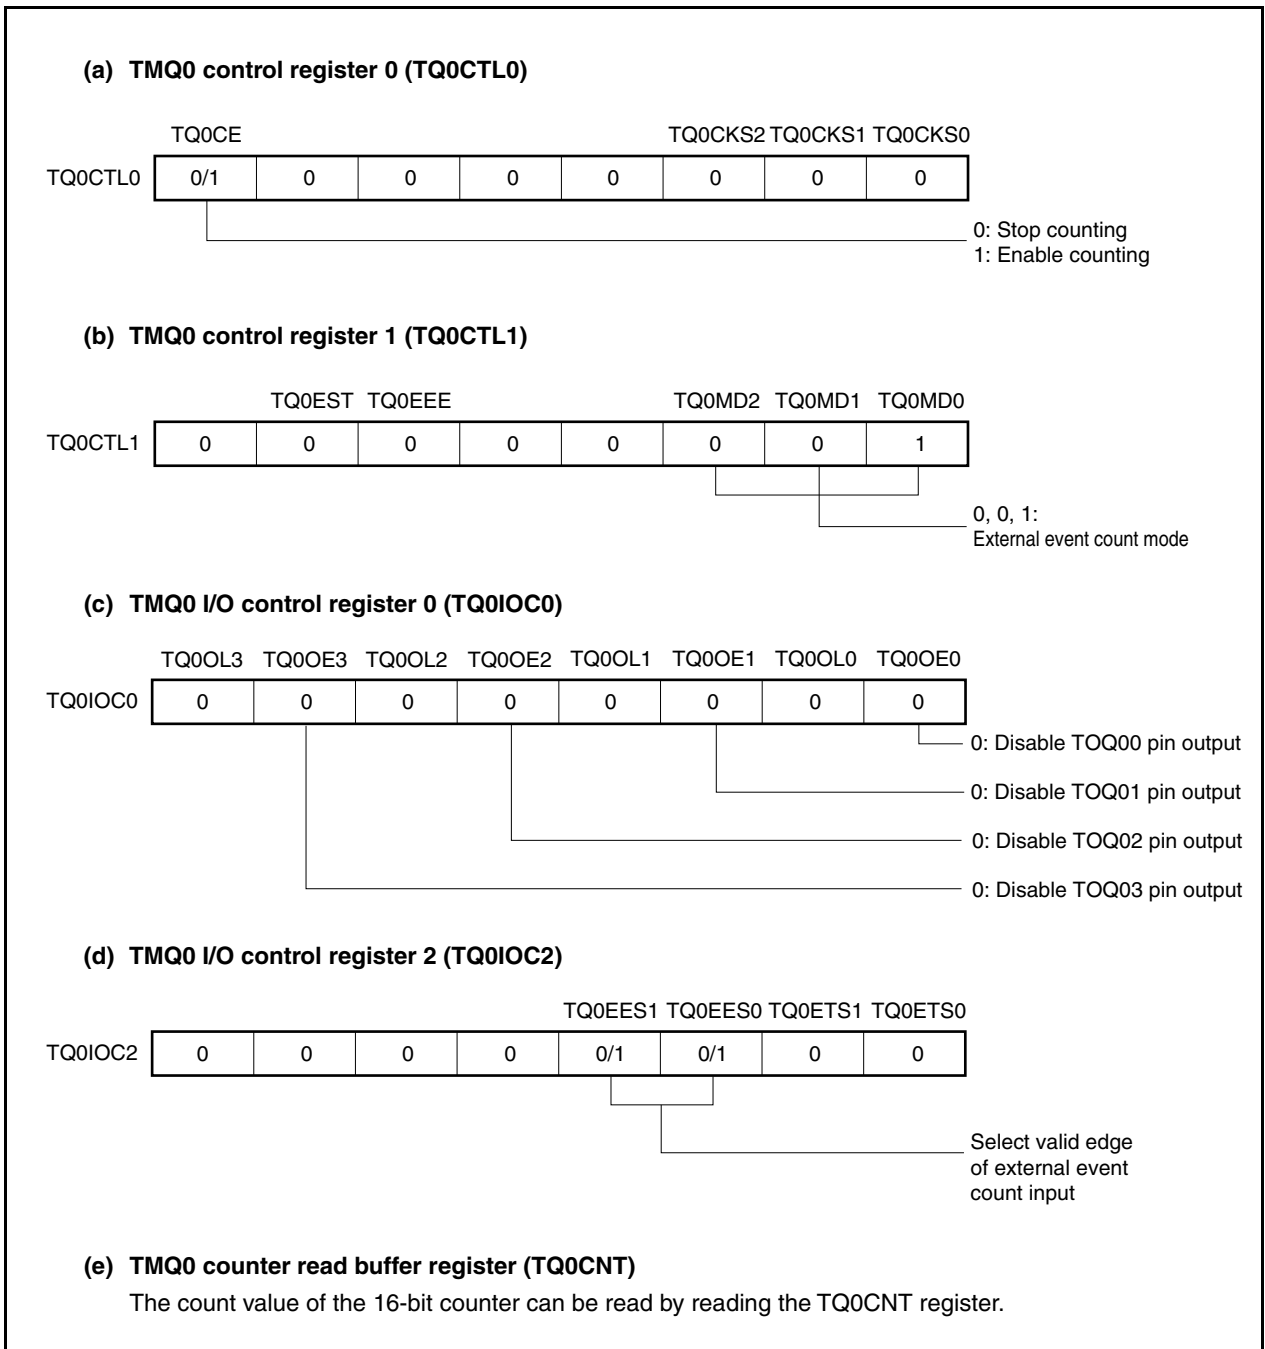 (a) TMQ0 control register 0 (TQ0CTL0)
TQ0CE TQ0CKS2 TQ0CKS1 TQ0CKS0
TQ0CTL0 0/1 0 0 0 0 0 0 0
0: Stop counting
1: Enable counting
(b) TMQ0 control register 1 (TQ0CTL1)
TQ0EST TQ0EEE TQ0MD2 TQ0MD1 TQ0MD0
TQ0CTL1 0 0 0 0 0 0 0 1
0, 0, 1:
External event count mode
(c) TMQ0 I/O control register 0 (TQ0IOC0)
TQ0OL3 TQ0OE3 TQ0OL2 TQ0OE2 TQ0OL1 TQ0OE1 TQ0OL0 TQ0OE0
TQ0IOC0 0 0 0 0 0 0 0 0
0: Disable TOQ00 pin output
0: Disable TOQ01 pin output
0: Disable TOQ02 pin output
0: Disable TOQ03 pin output
(d) TMQ0 I/O control register 2 (TQ0IOC2)
TQ0EES1 TQ0EES0 TQ0ETS1 TQ0ETS0
TQ0IOC2 0 0 0 0 0/1 0/1 0 0
Select valid edge
of external event
count input
(e) TMQ0 counter read buffer register (TQ0CNT)
The count value of the 16-bit counter can be read by reading the TQ0CNT register.